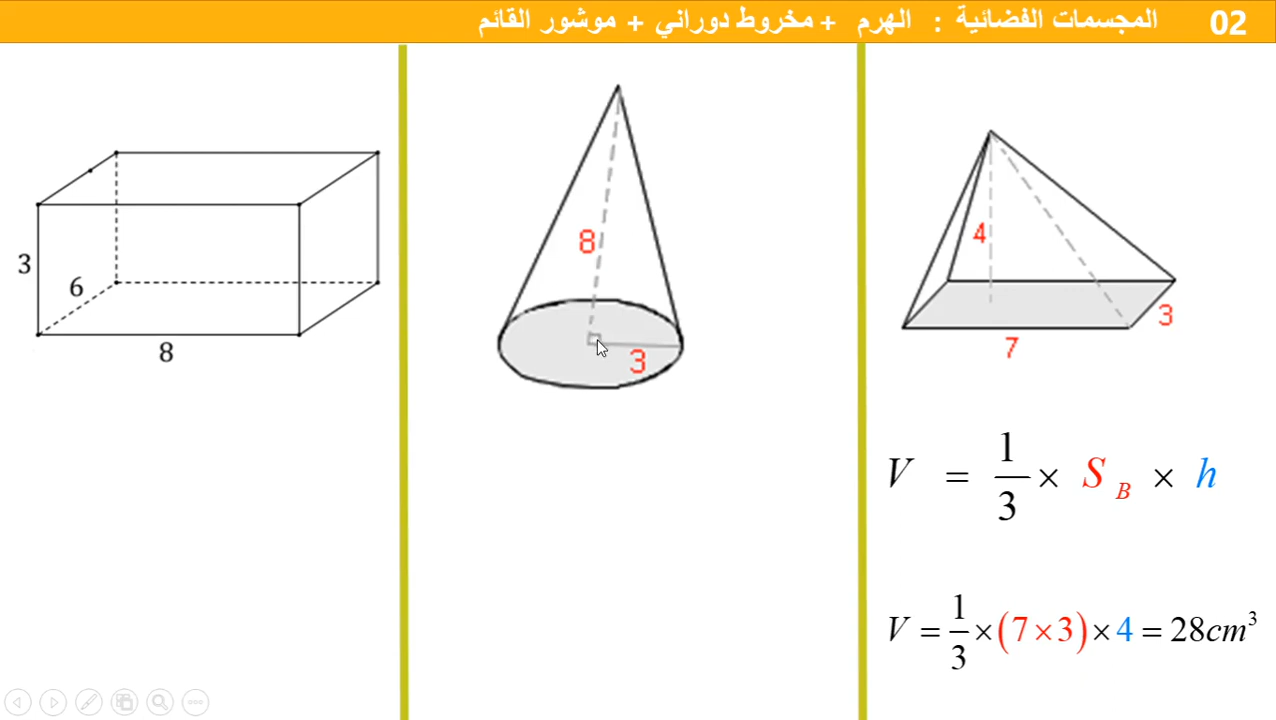 02 المجسمات الفضائية : الهرم + مخروط دوراني + موشور القائم
3
6
8
8
3
4
3
7
V = 1/3 × S_B × h
V = 1/3 × (7 × 3) × 4 = 28cm³